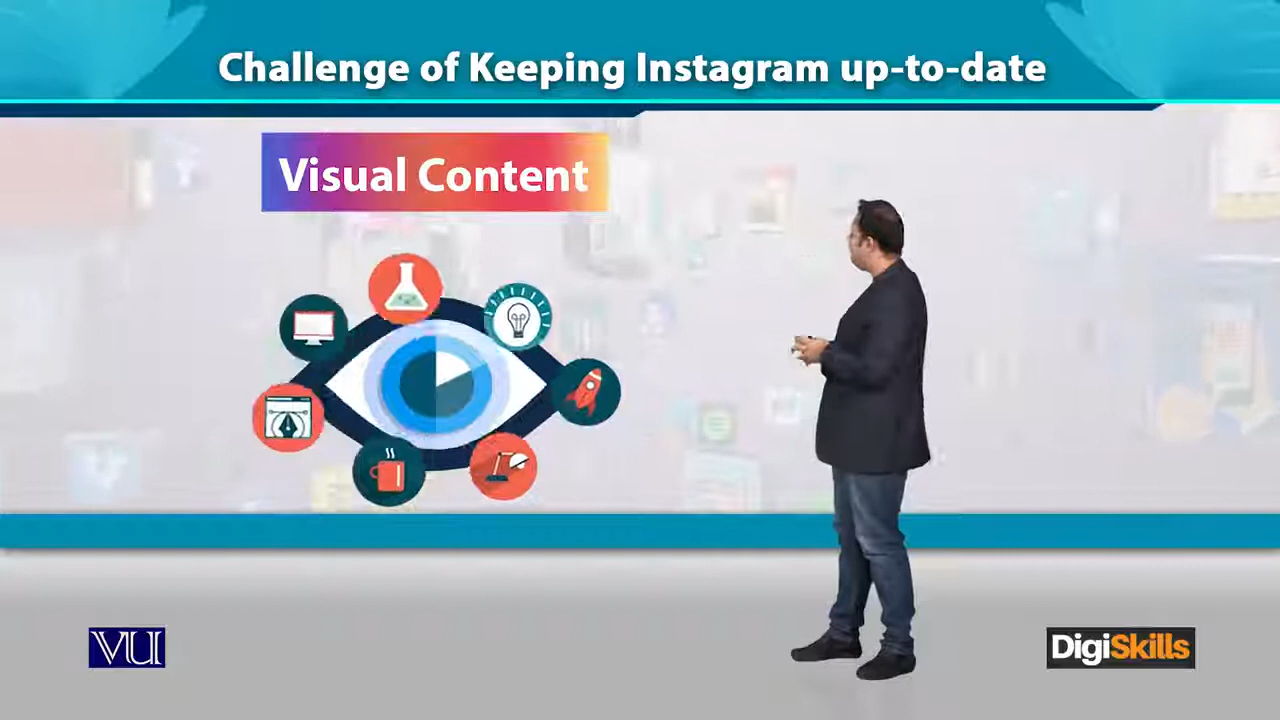 Challenge of Keeping Instagram up-to-date
Visual Content
VU
DigiSkills